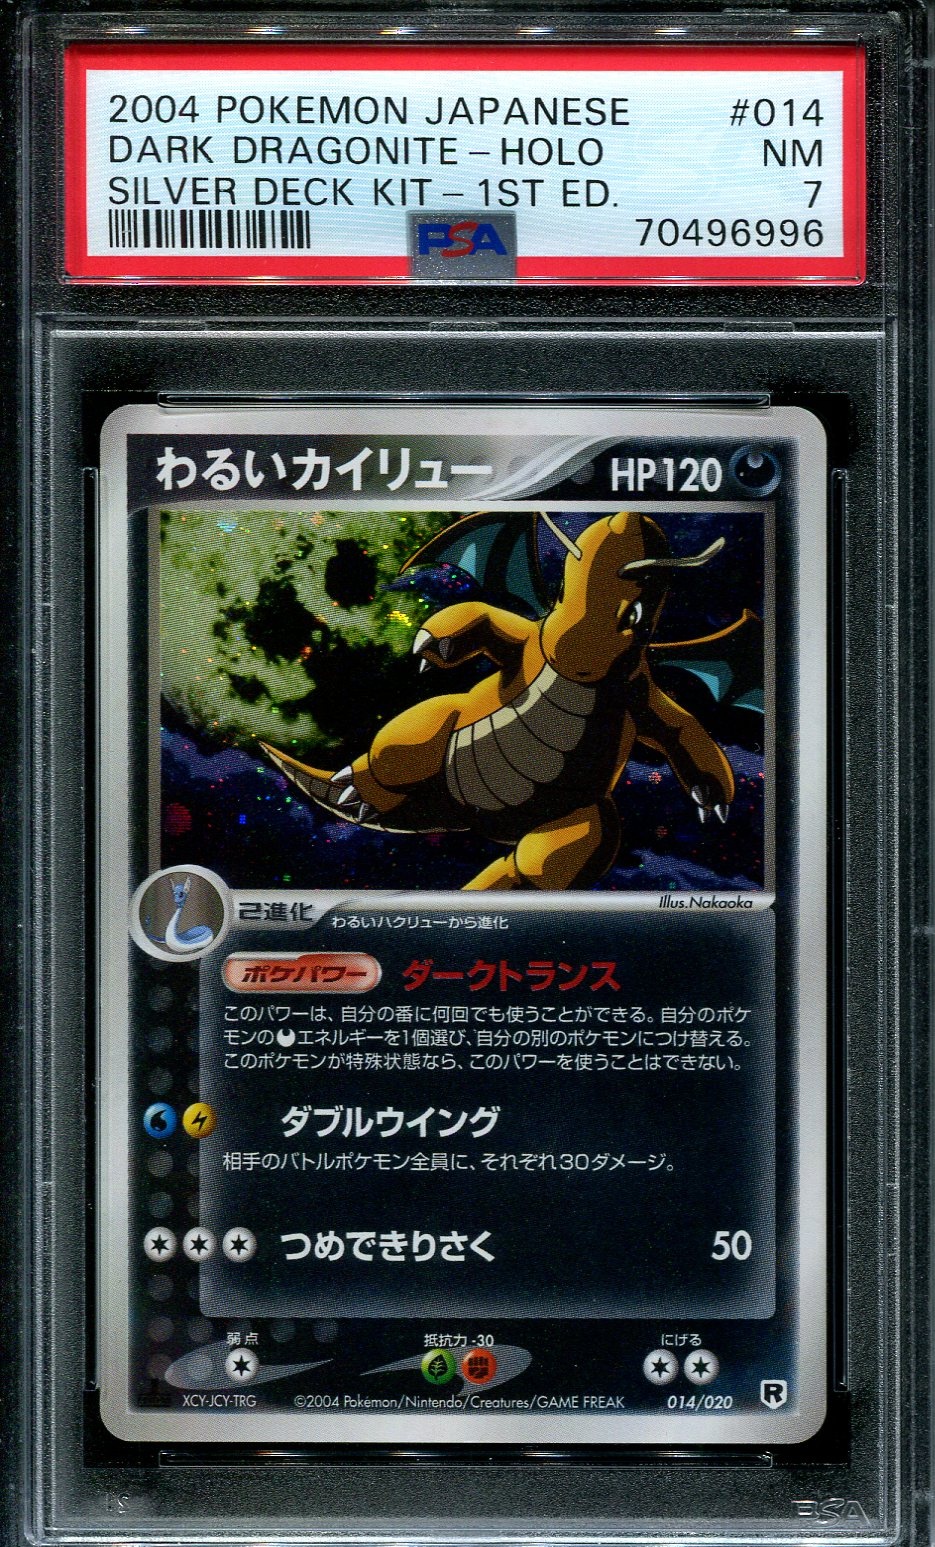 2004 POKEMON JAPANESE #014
DARK DRAGONITE-HOLO NM
SILVER DECK KIT-1ST ED. 7
PSA 70496996
わるいカイリュー HP120
Illus.Nakaoka
2進化 わるいハクリューから進化
ポケパワー ダークトランス
このパワーは、自分の番に何回でも使うことができる。自分のポケ
モンのエネルギーを1個選び、自分の別のポケモンにつけ替える。
このポケモンが特殊状態なら、このパワーを使うことはできない。
ダブルウイング
相手のバトルポケモン全員に、それぞれ30ダメージ。
つめできりさく 50
弱点 抵抗力 -30 にげる
XCY-JCY-TRG ©2004 Pokémon/Nintendo/Creatures/GAME FREAK 014/020 R
PSA